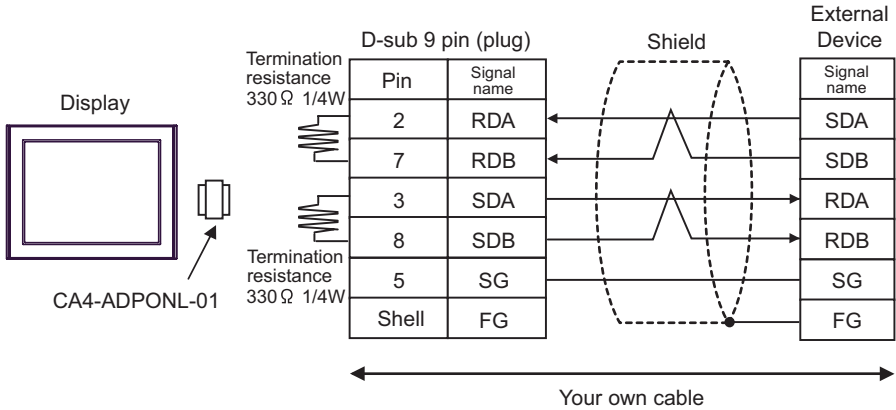 External
Device
D-sub 9 pin (plug)
Shield
Termination
resistance
330Ω 1/4W
Pin
Signal
name
Signal
name
Display
2
RDA
SDA
7
RDB
SDB
3
SDA
RDA
8
SDB
RDB
Termination
resistance
330Ω 1/4W
5
SG
SG
CA4-ADPONL-01
Shell
FG
FG
Your own cable